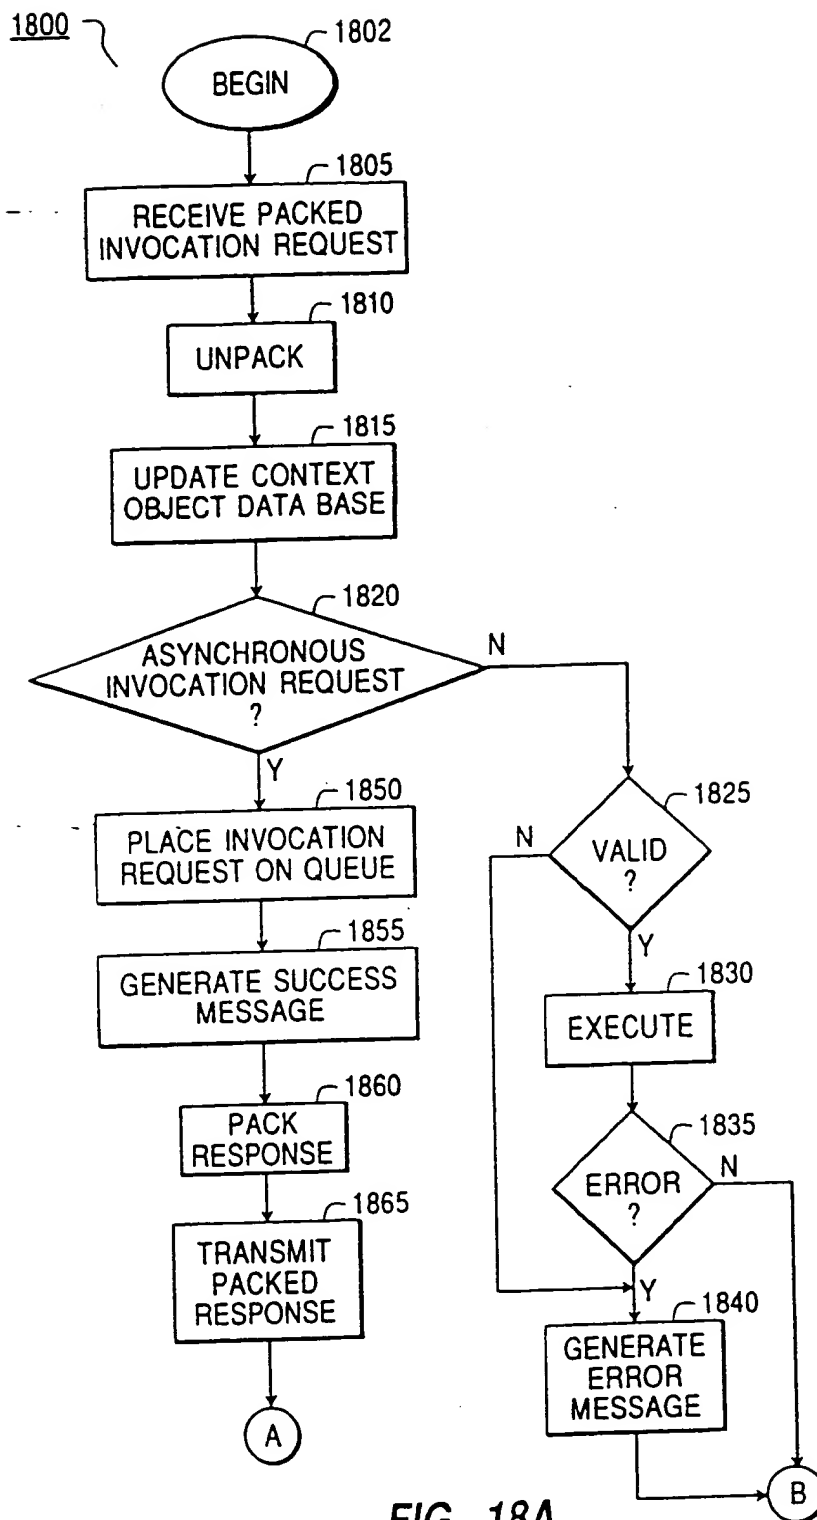 1800
1802
BEGIN
1805
RECEIVE PACKED
INVOCATION REQUEST
1810
UNPACK
1815
UPDATE CONTEXT
OBJECT DATA BASE
1820
ASYNCHRONOUS
INVOCATION REQUEST
?
N
Y
1850
PLACE INVOCATION
REQUEST ON QUEUE
1855
GENERATE SUCCESS
MESSAGE
1860
PACK
RESPONSE
1865
TRANSMIT
PACKED
RESPONSE
A
1825
VALID
?
N
Y
1830
EXECUTE
1835
ERROR
?
N
Y
1840
GENERATE
ERROR
MESSAGE
B
FIG. 18A